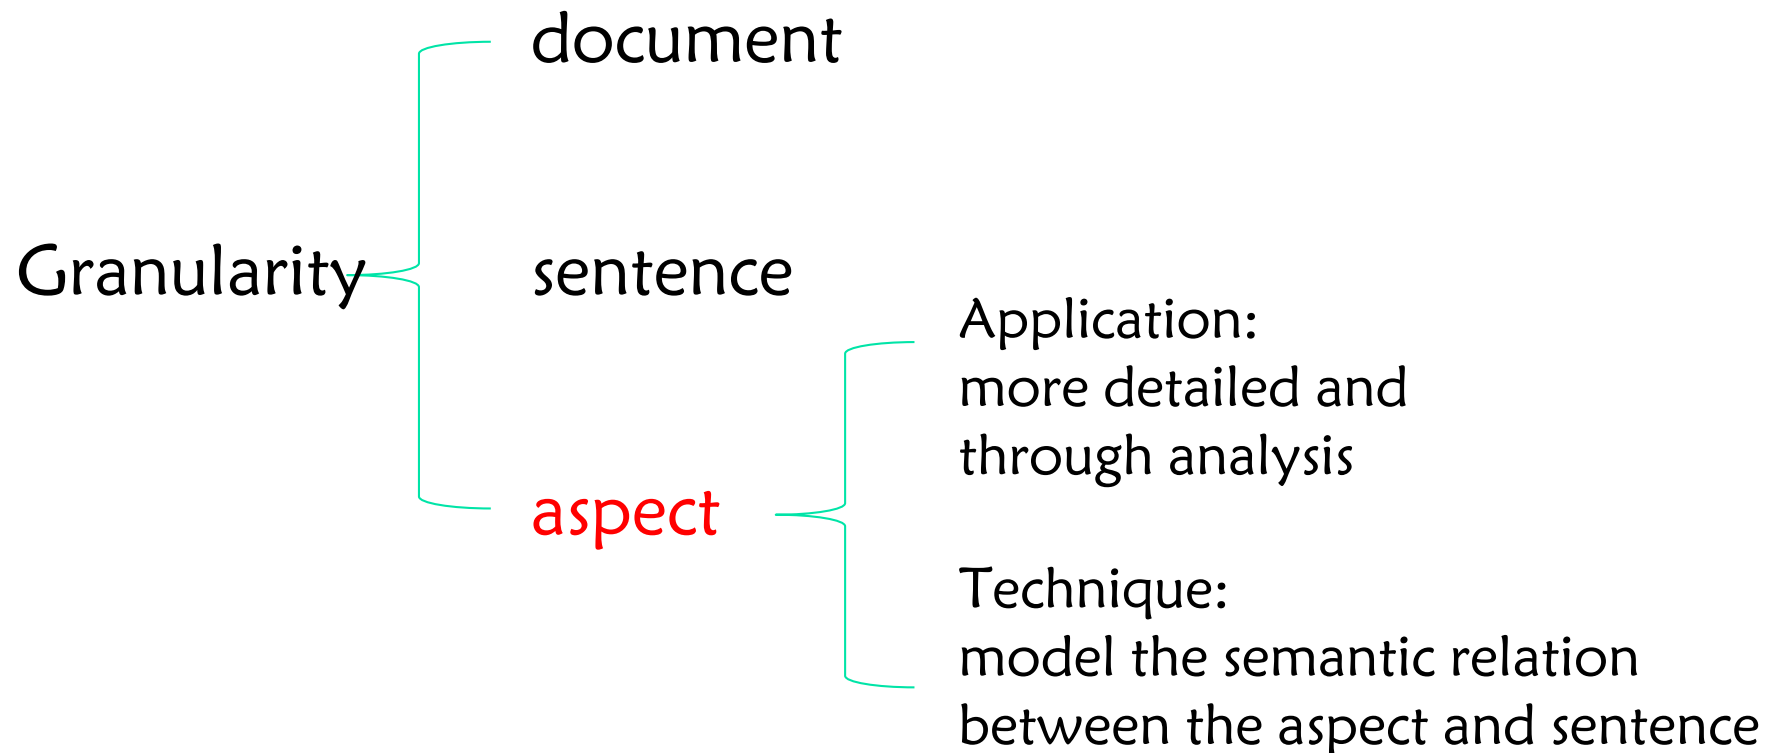 document
Granularity
sentence
aspect
Application:
more detailed and
through analysis
Technique:
model the semantic relation
between the aspect and sentence